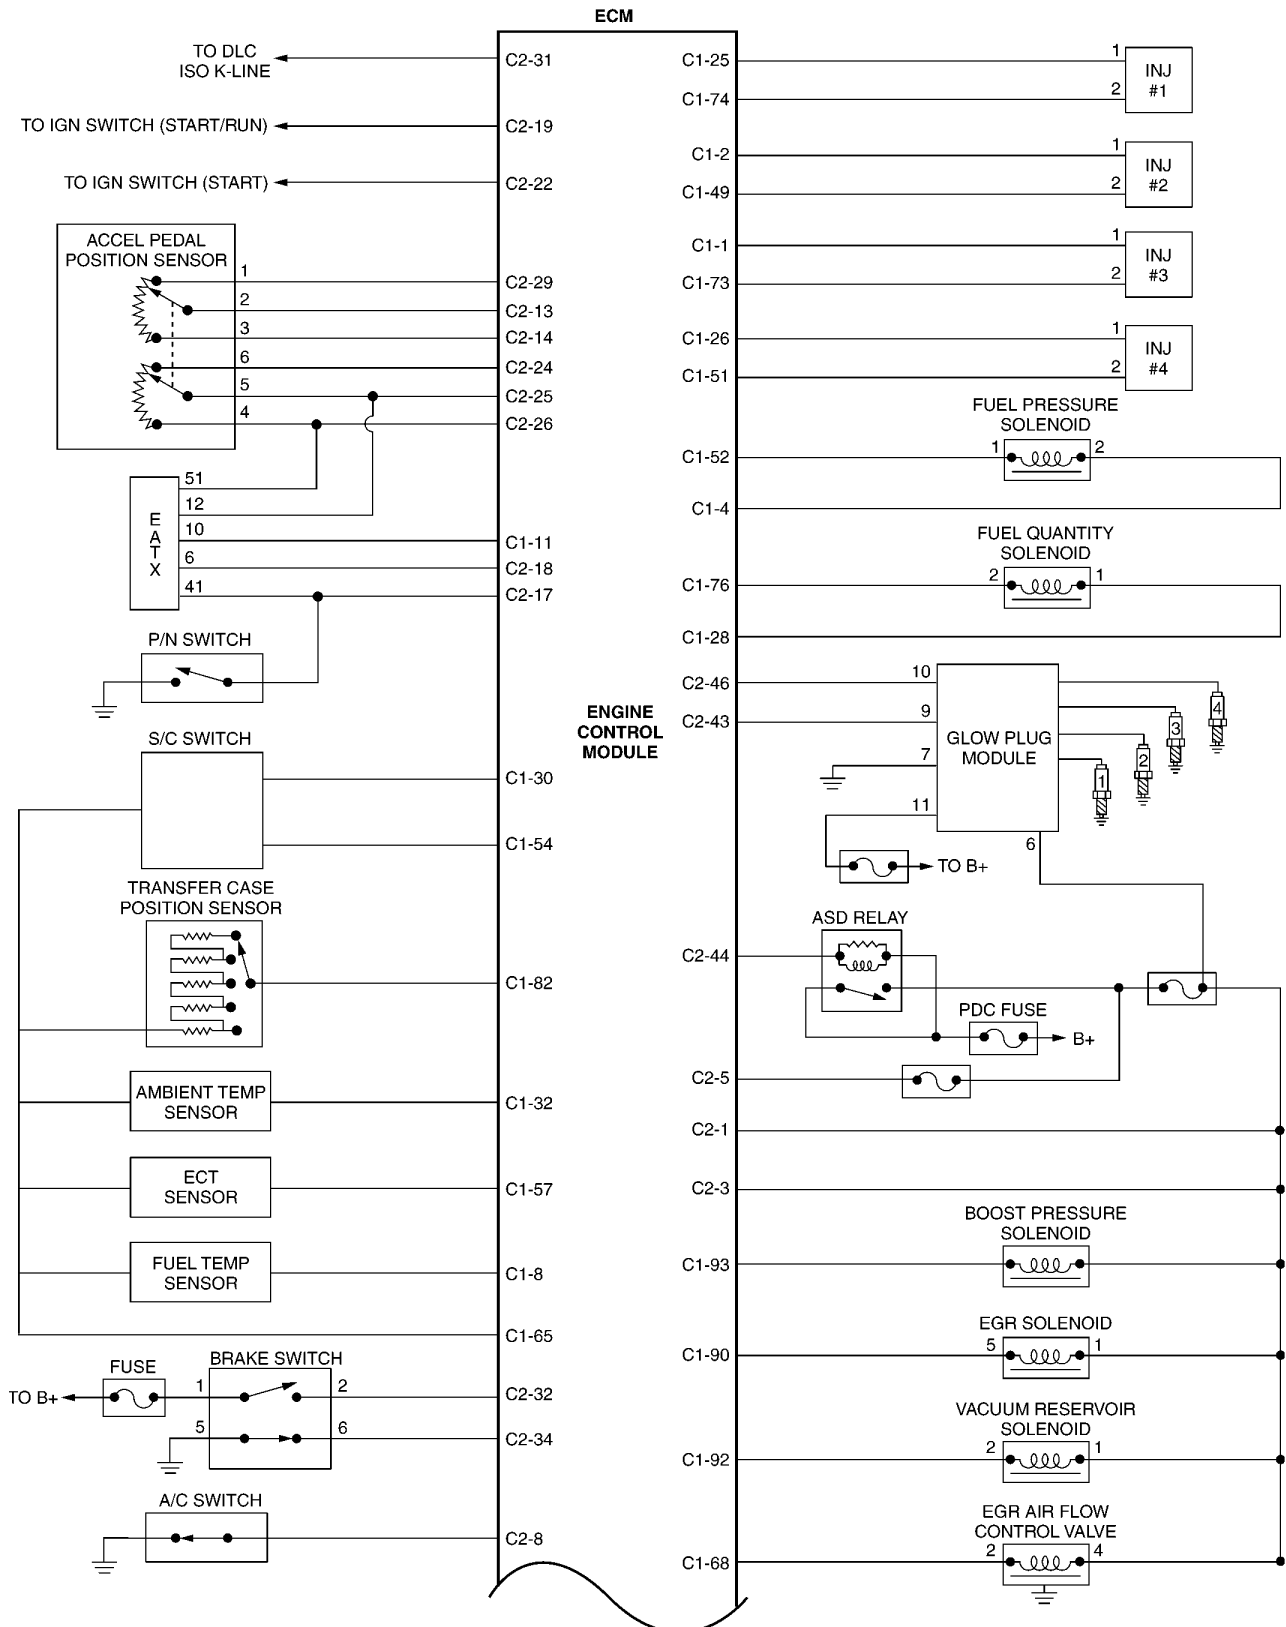 ECM
TO DLC
ISO K-LINE
C2-31
TO IGN SWITCH (START/RUN)
C2-19
TO IGN SWITCH (START)
C2-22
ACCEL PEDAL
POSITION SENSOR
1
C2-29
2
C2-13
3
C2-14
6
C2-24
5
C2-25
4
C2-26
EATX
51
12
10
C1-11
6
C2-18
41
C2-17
P/N SWITCH
S/C SWITCH
C1-30
C1-54
TRANSFER CASE
POSITION SENSOR
C1-82
AMBIENT TEMP
SENSOR
C1-32
ECT
SENSOR
C1-57
FUEL TEMP
SENSOR
C1-8
C1-65
BRAKE SWITCH
FUSE
TO B+
1
2
C2-32
5
6
C2-34
A/C SWITCH
C2-8
ENGINE
CONTROL
MODULE
C1-25
1
C1-74
2
INJ
#1
C1-2
1
C1-49
2
INJ
#2
C1-1
1
C1-73
2
INJ
#3
C1-26
1
C1-51
2
INJ
#4
FUEL PRESSURE
SOLENOID
C1-52
1
2
C1-4
FUEL QUANTITY
SOLENOID
C1-76
2
1
C1-28
C2-46
10
C2-43
9
7
11
6
GLOW PLUG
MODULE
4
3
2
1
TO B+
ASD RELAY
C2-44
PDC FUSE
B+
C2-5
C2-1
C2-3
BOOST PRESSURE
SOLENOID
C1-93
EGR SOLENOID
C1-90
5
1
VACUUM RESERVOIR
SOLENOID
C1-92
2
1
EGR AIR FLOW
CONTROL VALVE
C1-68
2
4